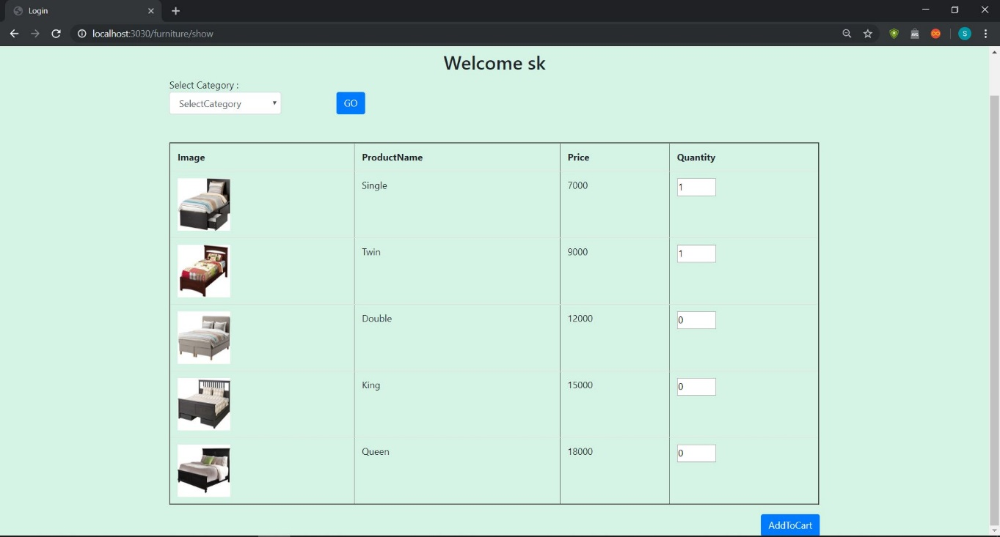 Login
localhost:3030/furniture/show
S
Welcome sk
Select Category :
SelectCategory
GO
Image ProductName Price Quantity
Single 7000 1
Twin 9000 1
Double 12000 0
King 15000 0
Queen 18000 0
AddToCart